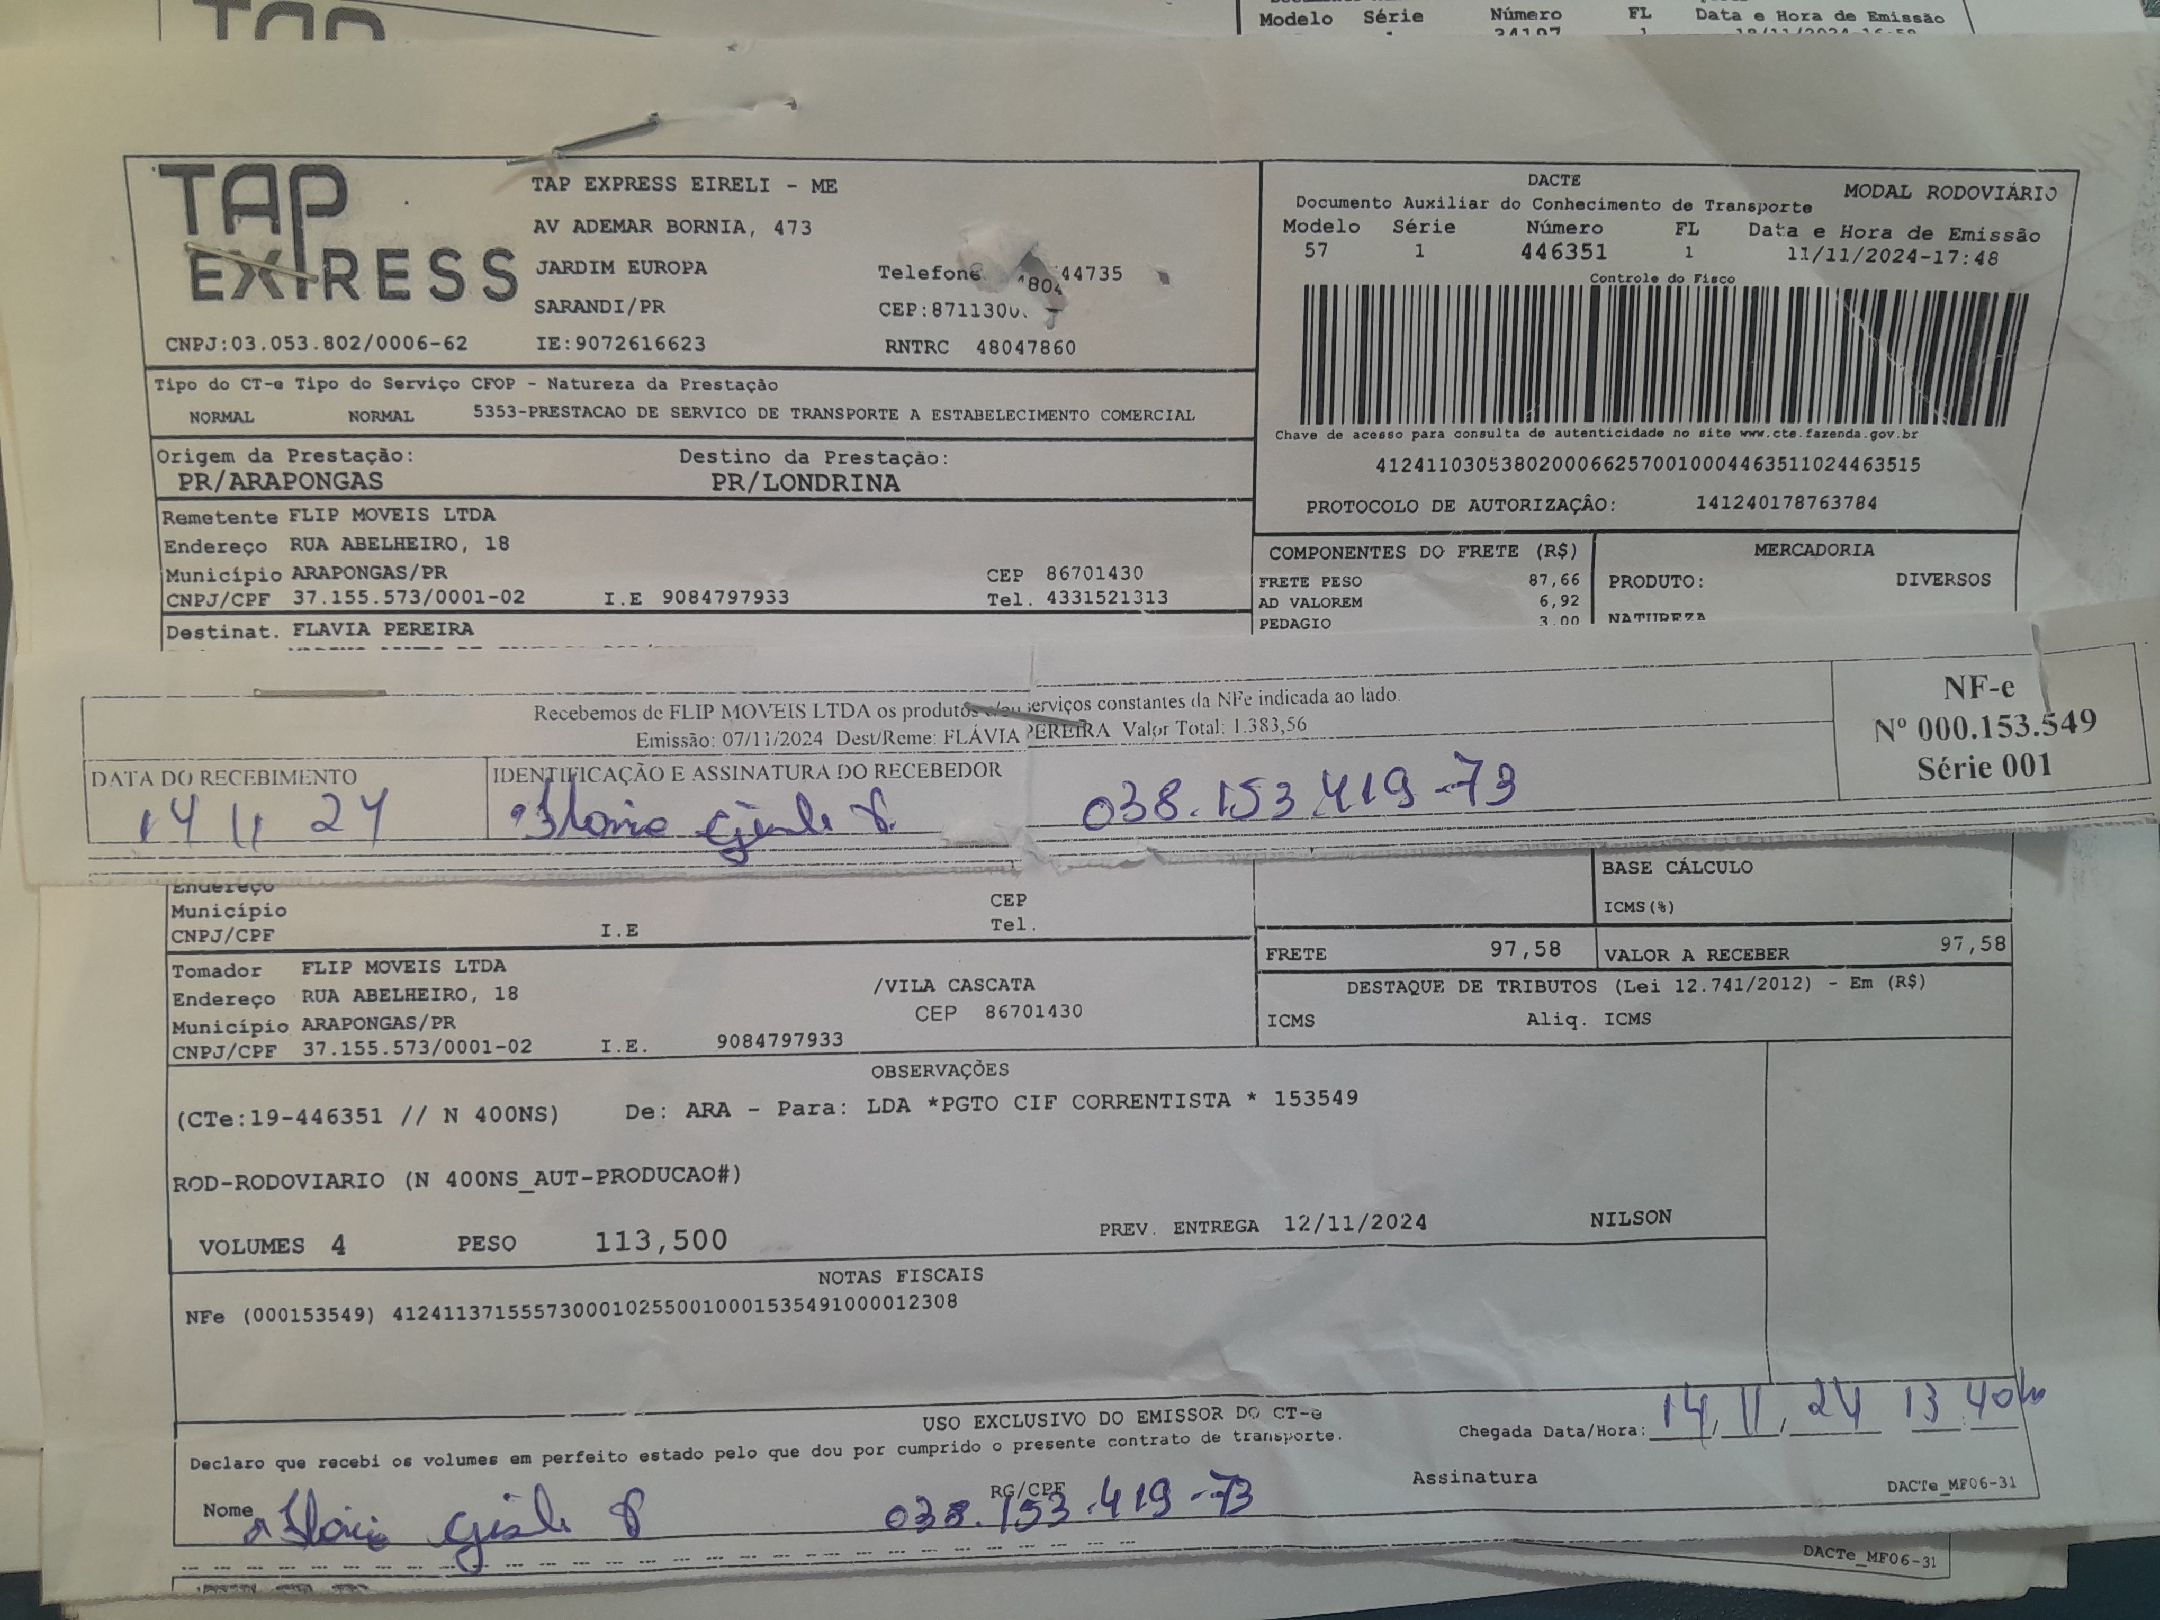 Modelo Série Número FL Data e Hora de Emissão
TAP EXPRESS
TAP EXPRESS EIRELI - ME
AV ADEMAR BORNIA, 473
JARDIM EUROPA
SARANDI/PR
CNPJ:03.053.802/0006-62 IE:9072616623 RNTRC 48047860
Telefone 44735
DACTE MODAL RODOVIÁRIO
Documento Auxiliar do Conhecimento de Transporte
Modelo Série Número FL Data e Hora de Emissão
57 1 446351 1 11/11/2024-17:48
Controle do Fisco
Chave de acesso para consulta de autenticidade no site www.cte.fazenda.gov.br
41241103053802000662570010004463511024463515
PROTOCOLO DE AUTORIZAÇÂO: 141240178763784
Tipo do CT-e Tipo do Serviço CFOP - Natureza da Prestação
NORMAL NORMAL 5353-PRESTACAO DE SERVICO DE TRANSPORTE A ESTABELECIMENTO COMERCIAL
Origem da Prestação: Destino da Prestação:
PR/ARAPONGAS PR/LONDRINA
Remetente FLIP MOVEIS LTDA
Endereço RUA ABELHEIRO, 18
Município ARAPONGAS/PR CEP 86701430
CNPJ/CPF 37.155.573/0001-02 I.E 9084797933 Tel. 4331521313
Destinat. FLAVIA PEREIRA
COMPONENTES DO FRETE (R$) MERCADORIA
FRETE PESO 87,66 PRODUTO: DIVERSOS
AD VALOREM 6,92
PEDAGIO 3,00 NATUREZA
Recebemos de FLIP MOVEIS LTDA os produtos e/ou serviços constantes da NFe indicada ao lado.
Emissão: 07/11/2024 Dest/Reme: FLÁVIA PEREIRA Valor Total: 1.383,56
NF-e
Nº 000.153.549
Série 001
DATA DO RECEBIMENTO IDENTIFICAÇÃO E ASSINATURA DO RECEBEDOR
14 11 24 038.153.419-73
Endereço
Município CEP
CNPJ/CPF I.E Tel.
BASE CÁLCULO
ICMS(%)
FRETE 97,58 VALOR A RECEBER 97,58
DESTAQUE DE TRIBUTOS (Lei 12.741/2012) - Em (R$)
ICMS Aliq. ICMS
Tomador FLIP MOVEIS LTDA
Endereço RUA ABELHEIRO, 18 /VILA CASCATA
Município ARAPONGAS/PR CEP 86701430
CNPJ/CPF 37.155.573/0001-02 I.E. 9084797933
OBSERVAÇÕES
(CTe:19-446351 // N 400NS) De: ARA - Para: LDA *PGTO CIF CORRENTISTA * 153549
ROD-RODOVIARIO (N 400NS_AUT-PRODUCAO#)
VOLUMES 4 PESO 113,500 PREV. ENTREGA 12/11/2024 NILSON
NOTAS FISCAIS
NFe (000153549) 41241137155573000102550010001535491000012308
USO EXCLUSIVO DO EMISSOR DO CT-e
Declaro que recebi os volumes em perfeito estado pelo que dou por cumprido o presente contrato de transporte.
Chegada Data/Hora: 14 11 24 13 40
Nome RG/CPF 038.153.419-73 Assinatura
DACTe_MF06-31
DACTe_MF06-31